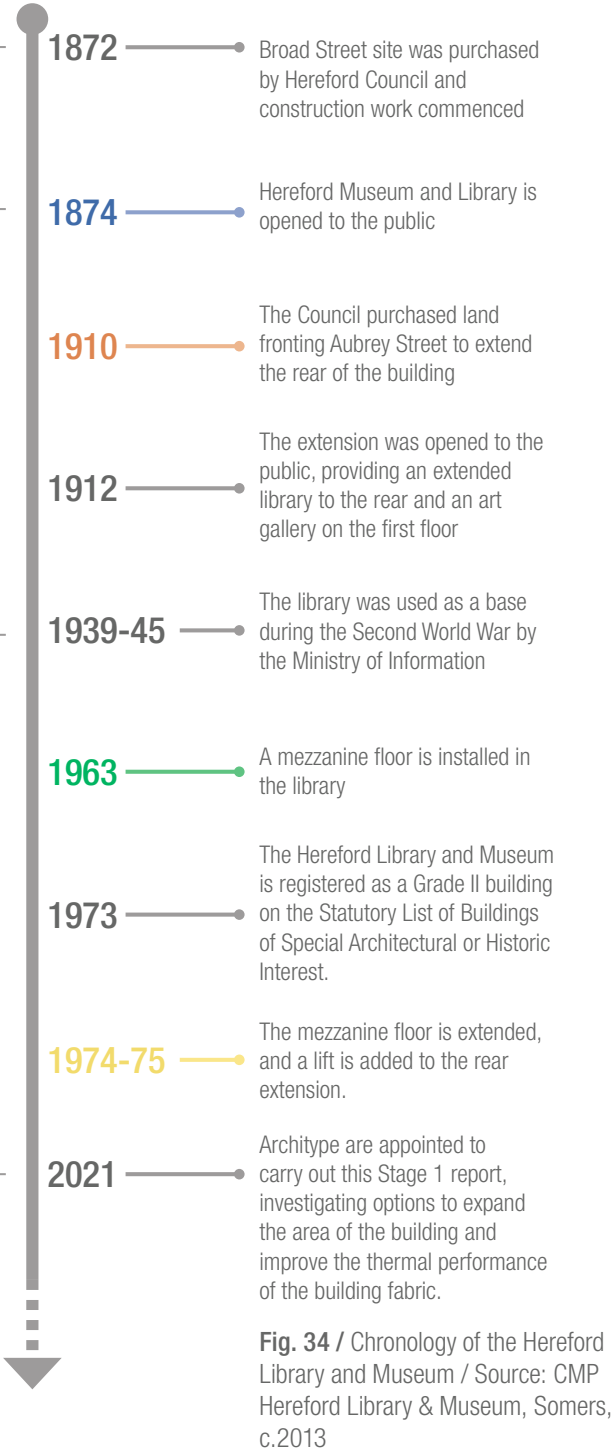 1872
Broad Street site was purchased
by Hereford Council and
construction work commenced
1874
Hereford Museum and Library is
opened to the public
1910
The Council purchased land
fronting Aubrey Street to extend
the rear of the building
1912
The extension was opened to the
public, providing an extended
library to the rear and an art
gallery on the first floor
1939-45
The library was used as a base
during the Second World War by
the Ministry of Information
1963
A mezzanine floor is installed in
the library
1973
The Hereford Library and Museum
is registered as a Grade II building
on the Statutory List of Buildings
of Special Architectural or Historic
Interest.
1974-75
The mezzanine floor is extended,
and a lift is added to the rear
extension.
2021
Architype are appointed to
carry out this Stage 1 report,
investigating options to expand
the area of the building and
improve the thermal performance
of the building fabric.
Fig. 34 / Chronology of the Hereford
Library and Museum / Source: CMP
Hereford Library & Museum, Somers,
c.2013